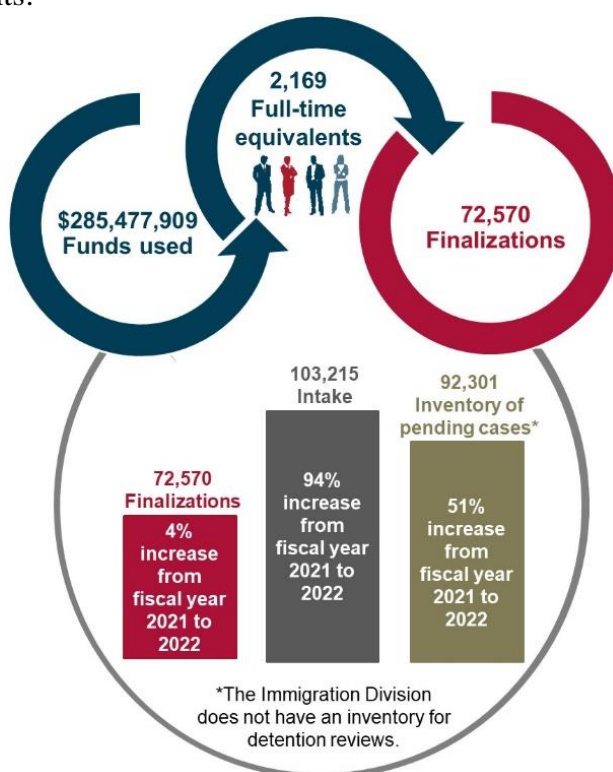 2,169
Full-time
equivalents
$285,477,909
Funds used
72,570
Finalizations
103,215
Intake
92,301
Inventory of
pending cases*
72,570
Finalizations
4%
increase
from
fiscal year
2021 to
2022
94%
increase
from
fiscal year
2021 to
2022
51%
increase
from
fiscal year
2021 to
2022
*The Immigration Division
does not have an inventory for
detention reviews.